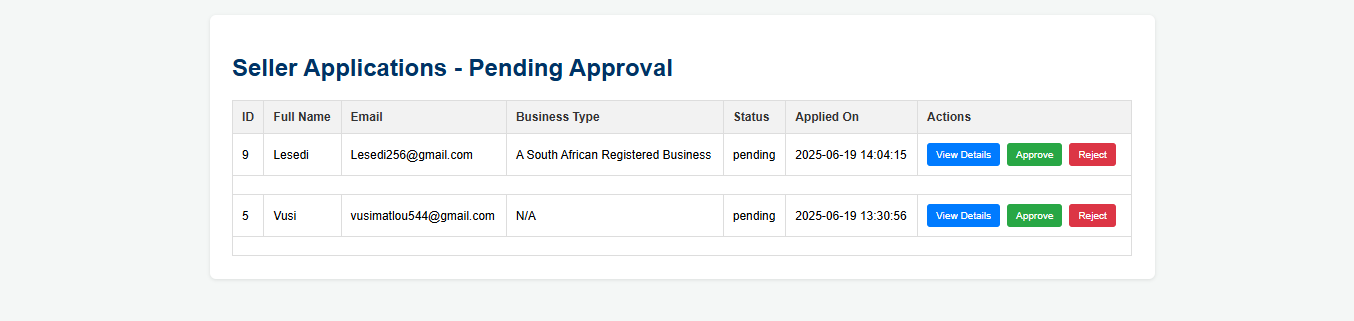 Seller Applications - Pending Approval
ID Full Name Email Business Type Status Applied On Actions
9 Lesedi Lesedi256@gmail.com A South African Registered Business pending 2025-06-19 14:04:15 View Details Approve Reject
5 Vusi vusimatlou544@gmail.com N/A pending 2025-06-19 13:30:56 View Details Approve Reject